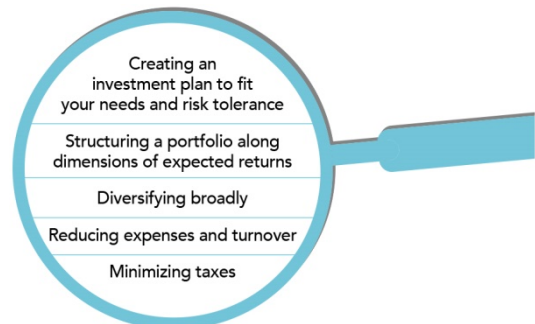 Creating an
investment plan to fit
your needs and risk tolerance
Structuring a portfolio along
dimensions of expected returns
Diversifying broadly
Reducing expenses and turnover
Minimizing taxes